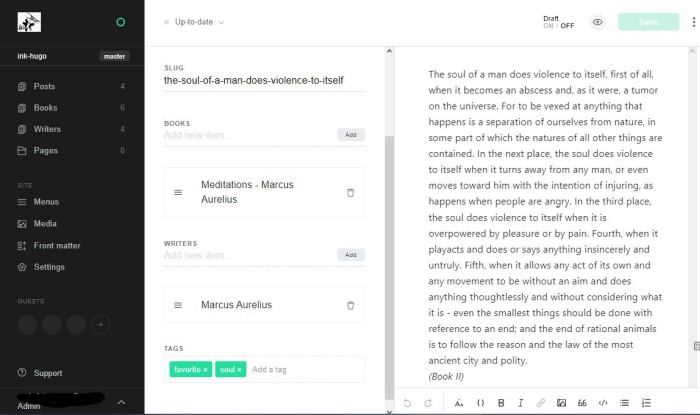 Up-to-date
Draft
ON / OFF
Save
ink-hugo
master
Posts 4
Books 6
Writers 4
Pages 0
SITE
Menus
Media
Front matter
Settings
GUESTS
Support
Admin
SLUG
the-soul-of-a-man-does-violence-to-itself
BOOKS
Add new item...
Add
Meditations - Marcus
Aurelius
WRITERS
Add new item...
Add
Marcus Aurelius
TAGS
favorite ×
soul ×
Add a tag
The soul of a man does violence to itself, first of all,
when it becomes an abscess and, as it were, a tumor
on the universe. For to be vexed at anything that
happens is a separation of ourselves from nature, in
some part of which the natures of all other things are
contained. In the next place, the soul does violence
to itself when it turns away from any man, or even
moves toward him with the intention of injuring, as
happens when people are angry. In the third place,
the soul does violence to itself when it is
overpowered by pleasure or by pain. Fourth, when it
playacts and does or says anything insincerely and
untruly. Fifth, when it allows any act of its own and
any movement to be without an aim and does
anything thoughtlessly and without considering what
it is - even the smallest things should be done with
reference to an end; and the end of rational animals
is to follow the reason and the law of the most
ancient city and polity.
(Book II)